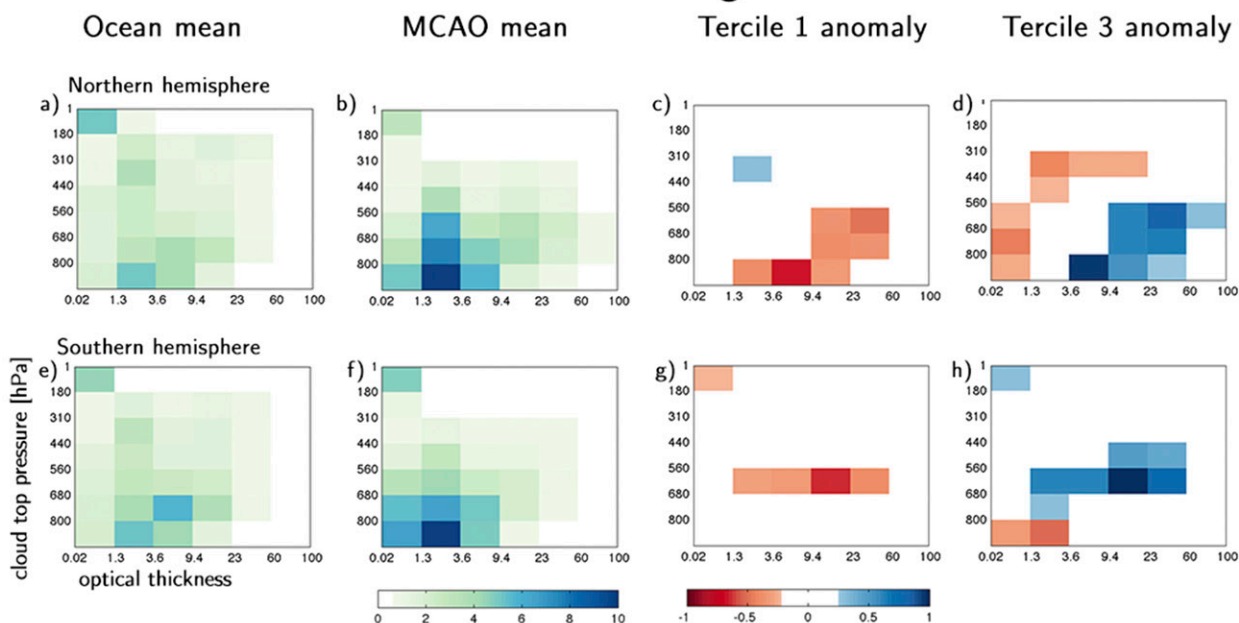 Ocean mean MCAO mean Tercile 1 anomaly Tercile 3 anomaly
Northern hemisphere
a) b) c) d)
1 1 1 1
180 180 180 180
310 310 310 310
440 440 440 440
560 560 560 560
680 680 680 680
800 800 800 800
0.02 1.3 3.6 9.4 23 60 100 0.02 1.3 3.6 9.4 23 60 100 0.02 1.3 3.6 9.4 23 60 100 0.02 1.3 3.6 9.4 23 60 100
Southern hemisphere
e) f) g) h)
cloud top pressure [hPa]
1 1 1 1
180 180 180 180
310 310 310 310
440 440 440 440
560 560 560 560
680 680 680 680
800 800 800 800
0.02 1.3 3.6 9.4 23 60 100 0.02 1.3 3.6 9.4 23 60 100 0.02 1.3 3.6 9.4 23 60 100 0.02 1.3 3.6 9.4 23 60 100
optical thickness
0 2 4 6 8 10 -1 -0.5 0 0.5 1